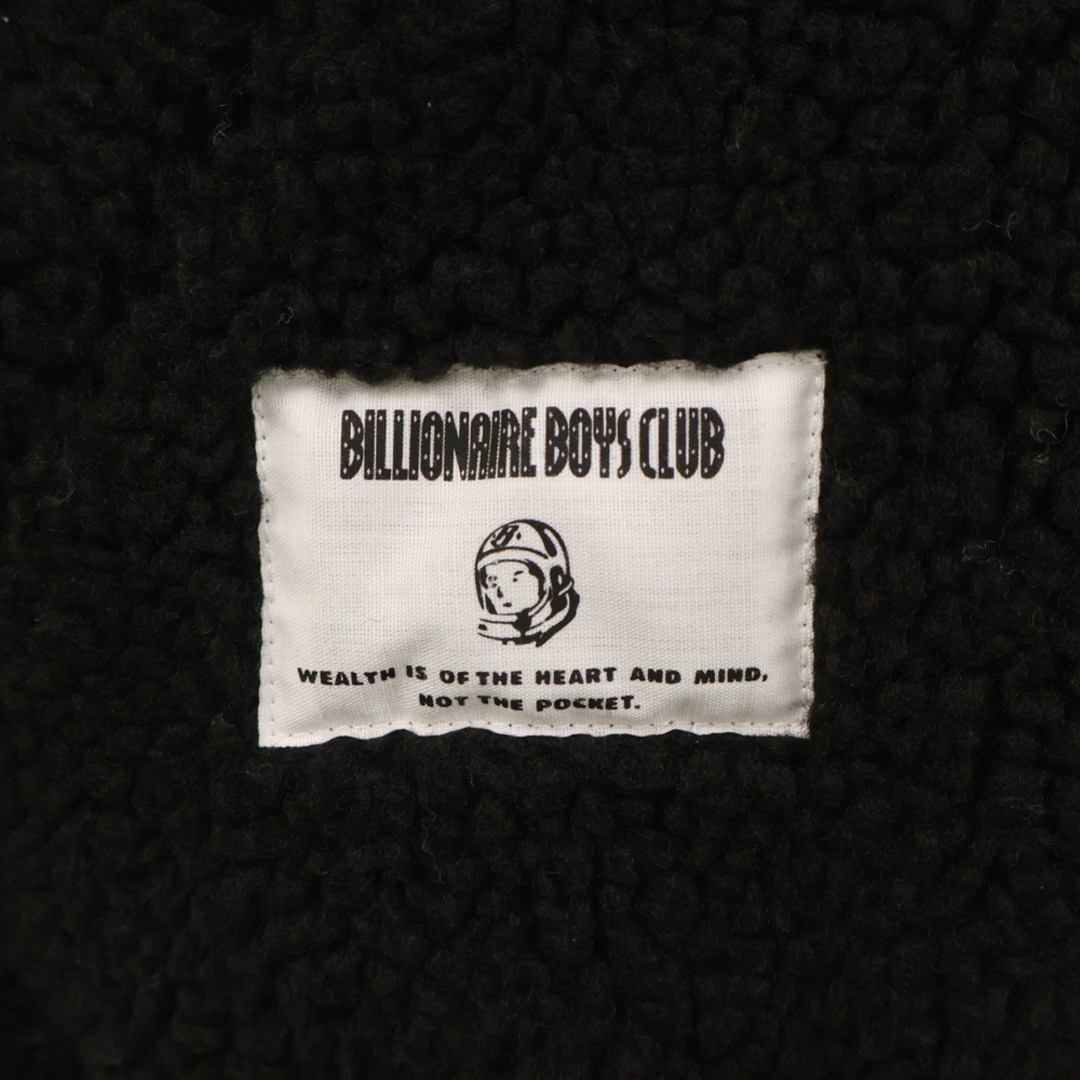 BILLIONAIRE BOYS CLUB
WEALTH IS OF THE HEART AND MIND,
NOT THE POCKET.